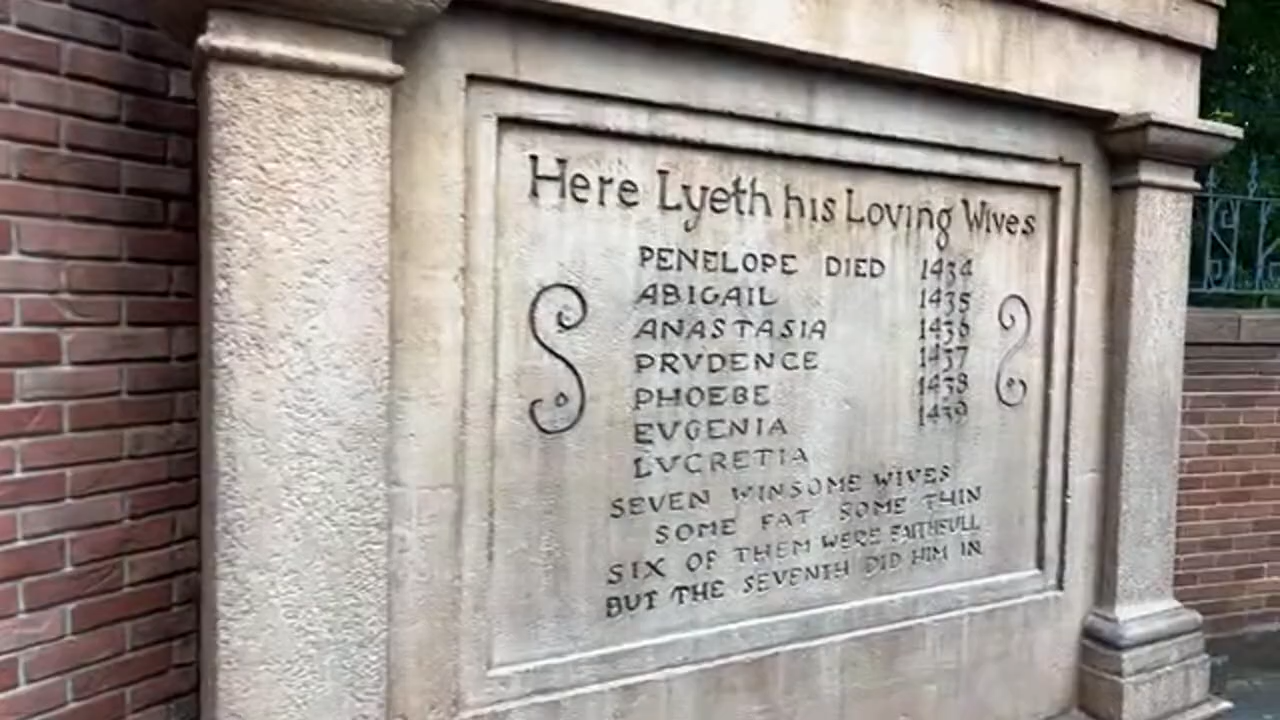 Here Lyeth his Loving Wives
PENELOPE DIED 1434
ABIGAIL 1435
ANASTASIA 1436
PRVDENCE 1437
PHOEBE 1438
EVGENIA 1439
LVCRETIA
SEVEN WINSOME WIVES
SOME FAT SOME THIN
SIX OF THEM WERE FAITHFULL
BUT THE SEVENTH DID HIM IN